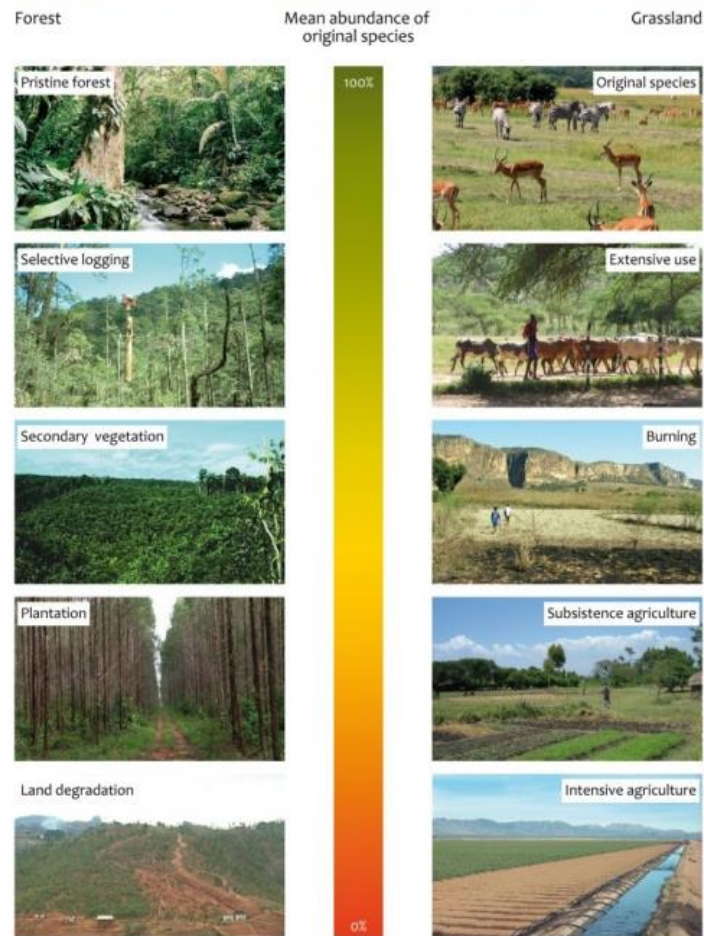 Forest
Mean abundance of
original species
Grassland
Pristine forest
100%
Original species
Selective logging
Extensive use
Secondary vegetation
Burning
Plantation
Subsistence agriculture
Land degradation
Intensive agriculture
0%